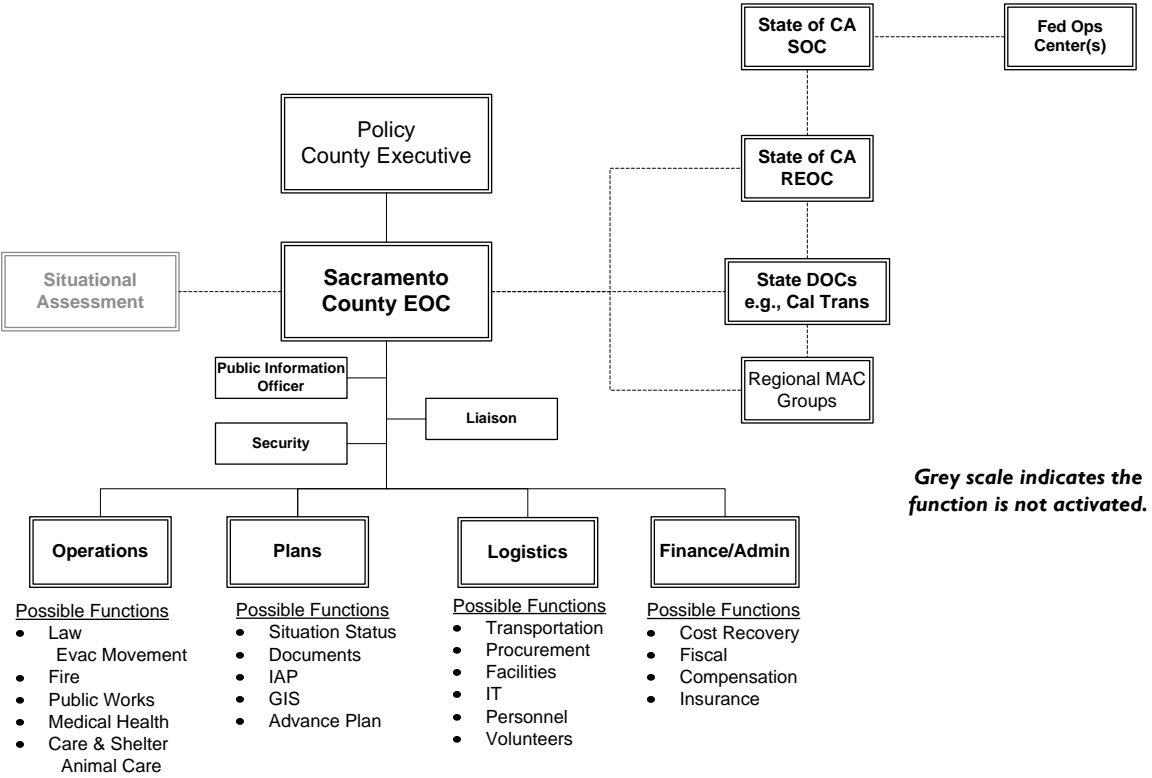 State of CA
SOC
Fed Ops
Center(s)
Policy
County Executive
State of CA
REOC
Situational
Assessment
Sacramento
County EOC
State DOCs
e.g., Cal Trans
Public Information
Officer
Regional MAC
Groups
Liaison
Security
Grey scale indicates the
function is not activated.
Operations
Plans
Logistics
Finance/Admin
Possible Functions
• Law
Evac Movement
• Fire
• Public Works
• Medical Health
• Care & Shelter
Animal Care
Possible Functions
• Situation Status
• Documents
• IAP
• GIS
• Advance Plan
Possible Functions
• Transportation
• Procurement
• Facilities
• IT
• Personnel
• Volunteers
Possible Functions
• Cost Recovery
• Fiscal
• Compensation
• Insurance